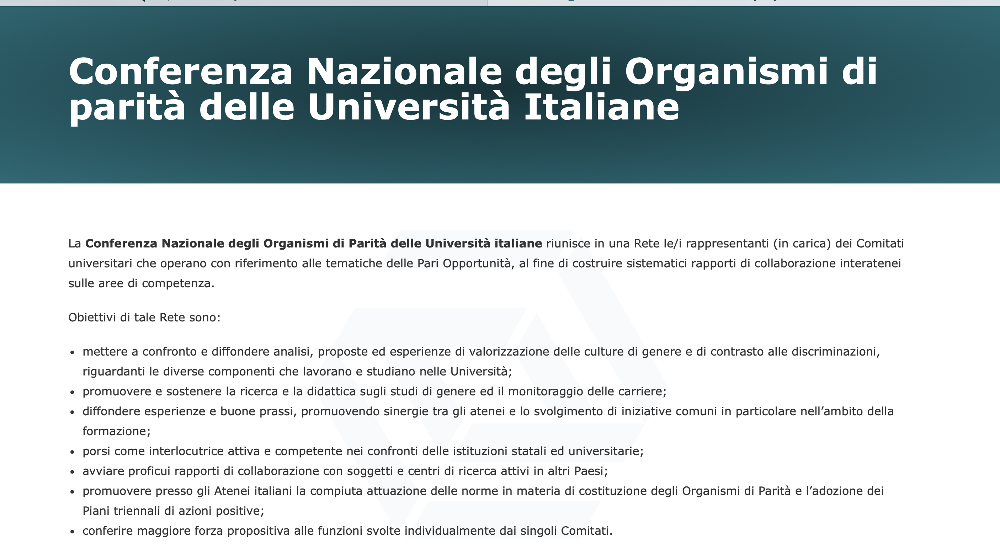 Conferenza Nazionale degli Organismi di
parità delle Università Italiane
La Conferenza Nazionale degli Organismi di Parità delle Università italiane riunisce in una Rete le/i rappresentanti (in carica) dei Comitati
universitari che operano con riferimento alle tematiche delle Pari Opportunità, al fine di costruire sistematici rapporti di collaborazione interatenei
sulle aree di competenza.
Obiettivi di tale Rete sono:
• mettere a confronto e diffondere analisi, proposte ed esperienze di valorizzazione delle culture di genere e di contrasto alle discriminazioni,
riguardanti le diverse componenti che lavorano e studiano nelle Università;
• promuovere e sostenere la ricerca e la didattica sugli studi di genere ed il monitoraggio delle carriere;
• diffondere esperienze e buone prassi, promuovendo sinergie tra gli atenei e lo svolgimento di iniziative comuni in particolare nell’ambito della
formazione;
• porsi come interlocutrice attiva e competente nei confronti delle istituzioni statali ed universitarie;
• avviare proficui rapporti di collaborazione con soggetti e centri di ricerca attivi in altri Paesi;
• promuovere presso gli Atenei italiani la compiuta attuazione delle norme in materia di costituzione degli Organismi di Parità e l’adozione dei
Piani triennali di azioni positive;
• conferire maggiore forza propositiva alle funzioni svolte individualmente dai singoli Comitati.